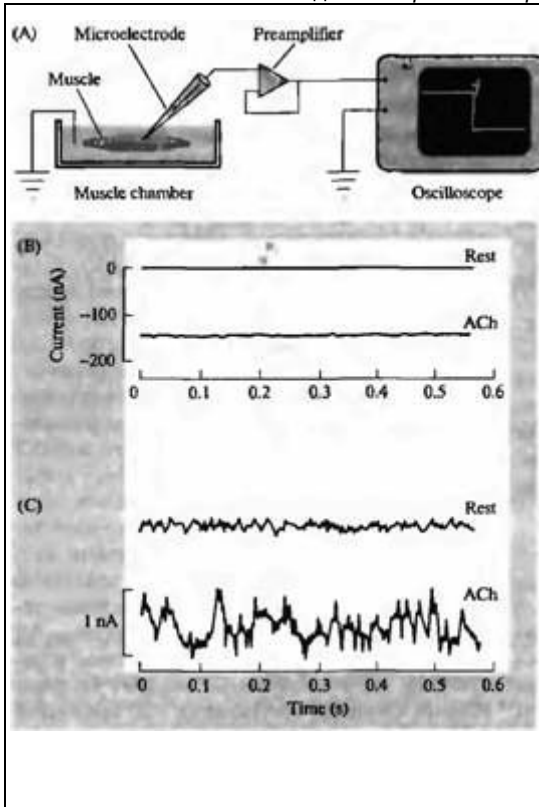 (A)
Microelectrode
Preamplifier
Muscle
Muscle chamber
Oscilloscope
(B)
Rest
ACh
Current (nA)
0
−100
−200
0 0.1 0.2 0.3 0.4 0.5 0.6
(C)
Rest
ACh
1 nA
0 0.1 0.2 0.3 0.4 0.5 0.6
Time (s)